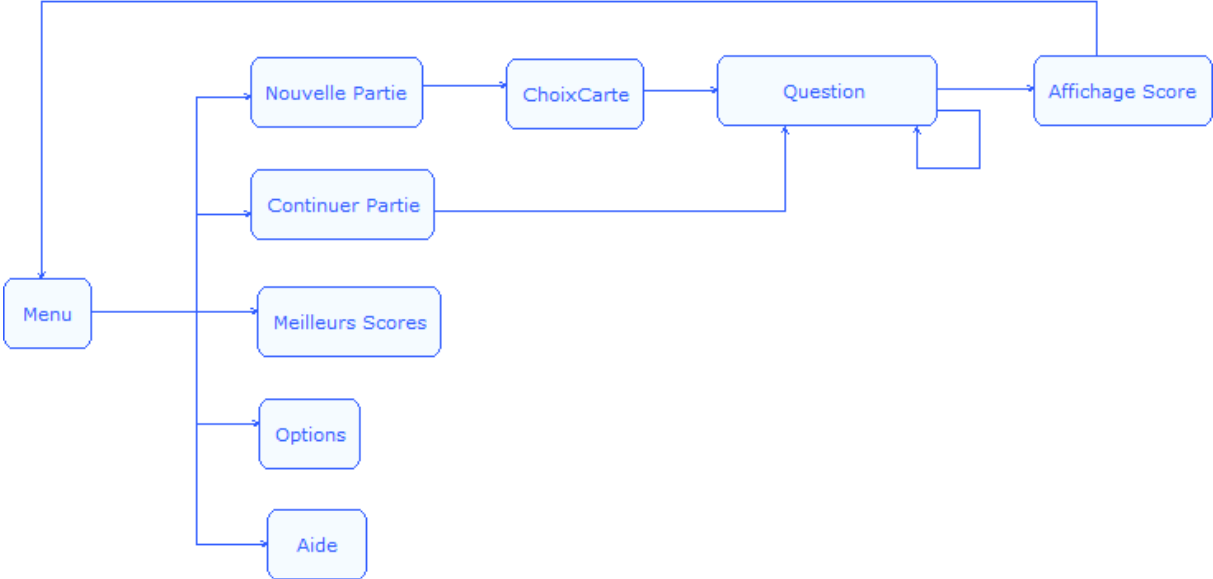 Nouvelle Partie
ChoixCarte
Question
Affichage Score
Continuer Partie
Menu
Meilleurs Scores
Options
Aide